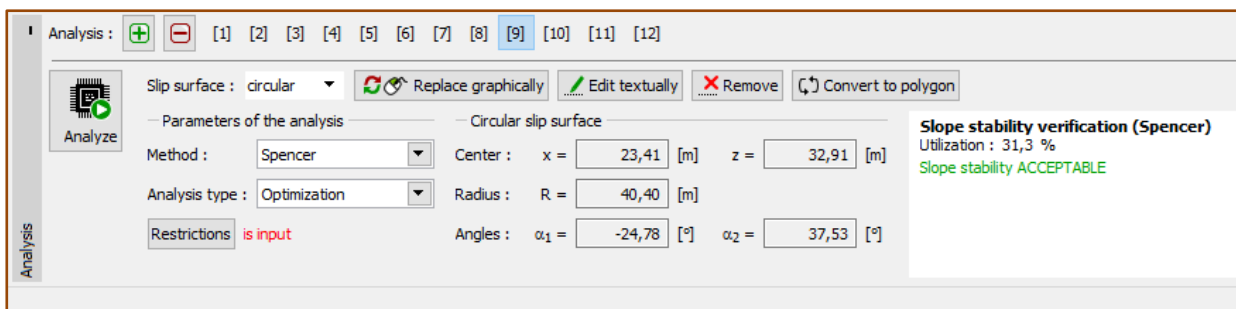 Analysis : [1] [2] [3] [4] [5] [6] [7] [8] [9] [10] [11] [12]
Slip surface : circular Replace graphically Edit textually Remove Convert to polygon
Analyze
Parameters of the analysis
Method : Spencer
Analysis type : Optimization
Restrictions is input
Circular slip surface
Center : x = 23,41 [m] z = 32,91 [m]
Radius : R = 40,40 [m]
Angles : α1 = -24,78 [°] α2 = 37,53 [°]
Slope stability verification (Spencer)
Utilization : 31,3 %
Slope stability ACCEPTABLE
Analysis